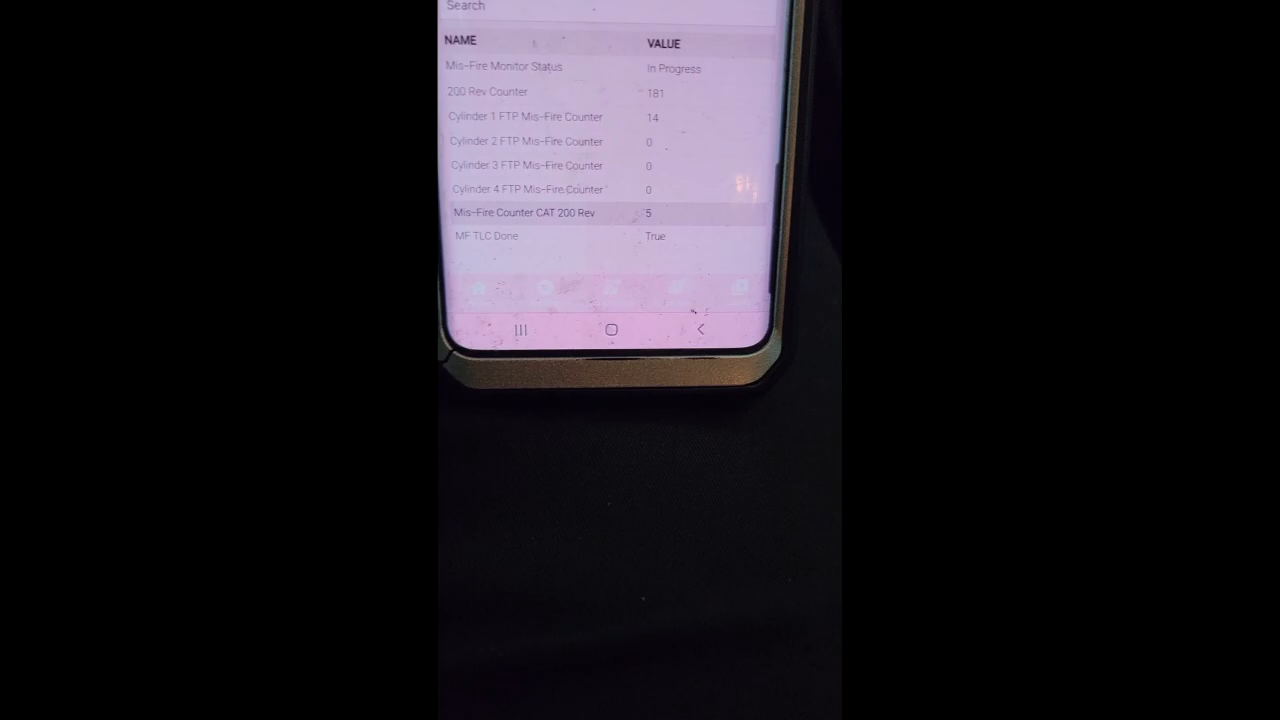 Search
NAME VALUE
Mis-Fire Monitor Status In Progress
200 Rev Counter 181
Cylinder 1 FTP Mis-Fire Counter 14
Cylinder 2 FTP Mis-Fire Counter 0
Cylinder 3 FTP Mis-Fire Counter 0
Cylinder 4 FTP Mis-Fire Counter 0
Mis-Fire Counter CAT 200 Rev 5
MF TLC Done True